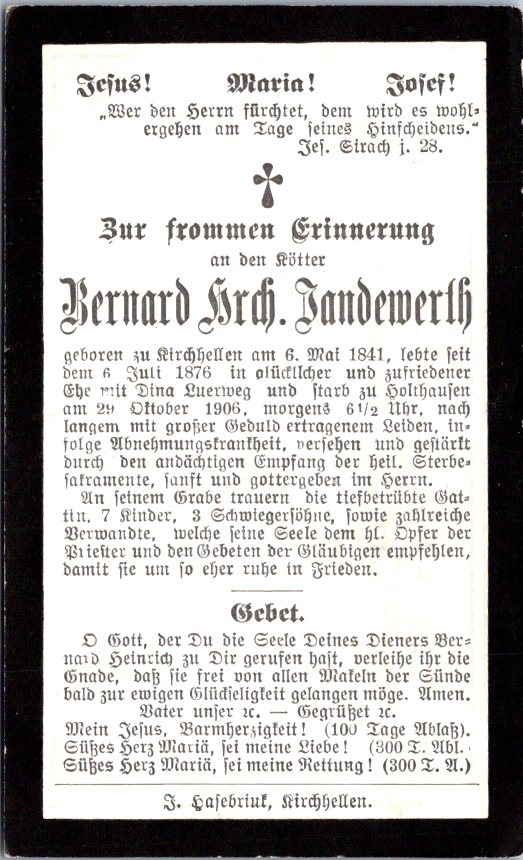 Jesus! Maria! Josef!
„Wer den Herrn fürchtet, dem wird es wohl-
ergehen am Tage seines Hinscheidens.“
Jes. Sirach j. 28.
Zur frommen Erinnerung
an den Kötter
Bernard Hrch. Jandewerth
geboren zu Kirchhellen am 6. Mai 1841, lebte seit
dem 6 Juli 1876 in glücklicher und zufriedener
Ehe mit Dina Luerweg und starb zu Holthausen
am 29 Oktober 1906, morgens 6½ Uhr, nach
langem mit großer Geduld ertragenem Leiden, in-
folge Abnehmungskrankheit, versehen und gestärkt
durch den andächtigen Empfang der heil. Sterbe-
sakramente, sanft und gottergeben im Herrn.
An seinem Grabe trauern die tiefbetrübte Gat-
tin, 7 Kinder, 3 Schwiegersöhne, sowie zahlreiche
Verwandte, welche seine Seele dem hl. Opfer der
Priester und den Gebeten der Gläubigen empfehlen,
damit sie um so eher ruhe in Frieden.
Gebet.
O Gott, der Du die Seele Deines Dieners Ber-
nard Heinrich zu Dir gerufen hast, verleihe ihr die
Gnade, daß sie frei von allen Makeln der Sünde
bald zur ewigen Glückseligkeit gelangen möge. Amen.
Vater unser ꝛc. — Gegrüßet ꝛc.
Mein Jesus, Barmherzigkeit! (100 Tage Ablaß).
Süßes Herz Mariä, sei meine Liebe! (300 T. Abl.
Süßes Herz Mariä, sei meine Rettung! (300 T. A.)
J. Hasebrink, Kirchhellen.